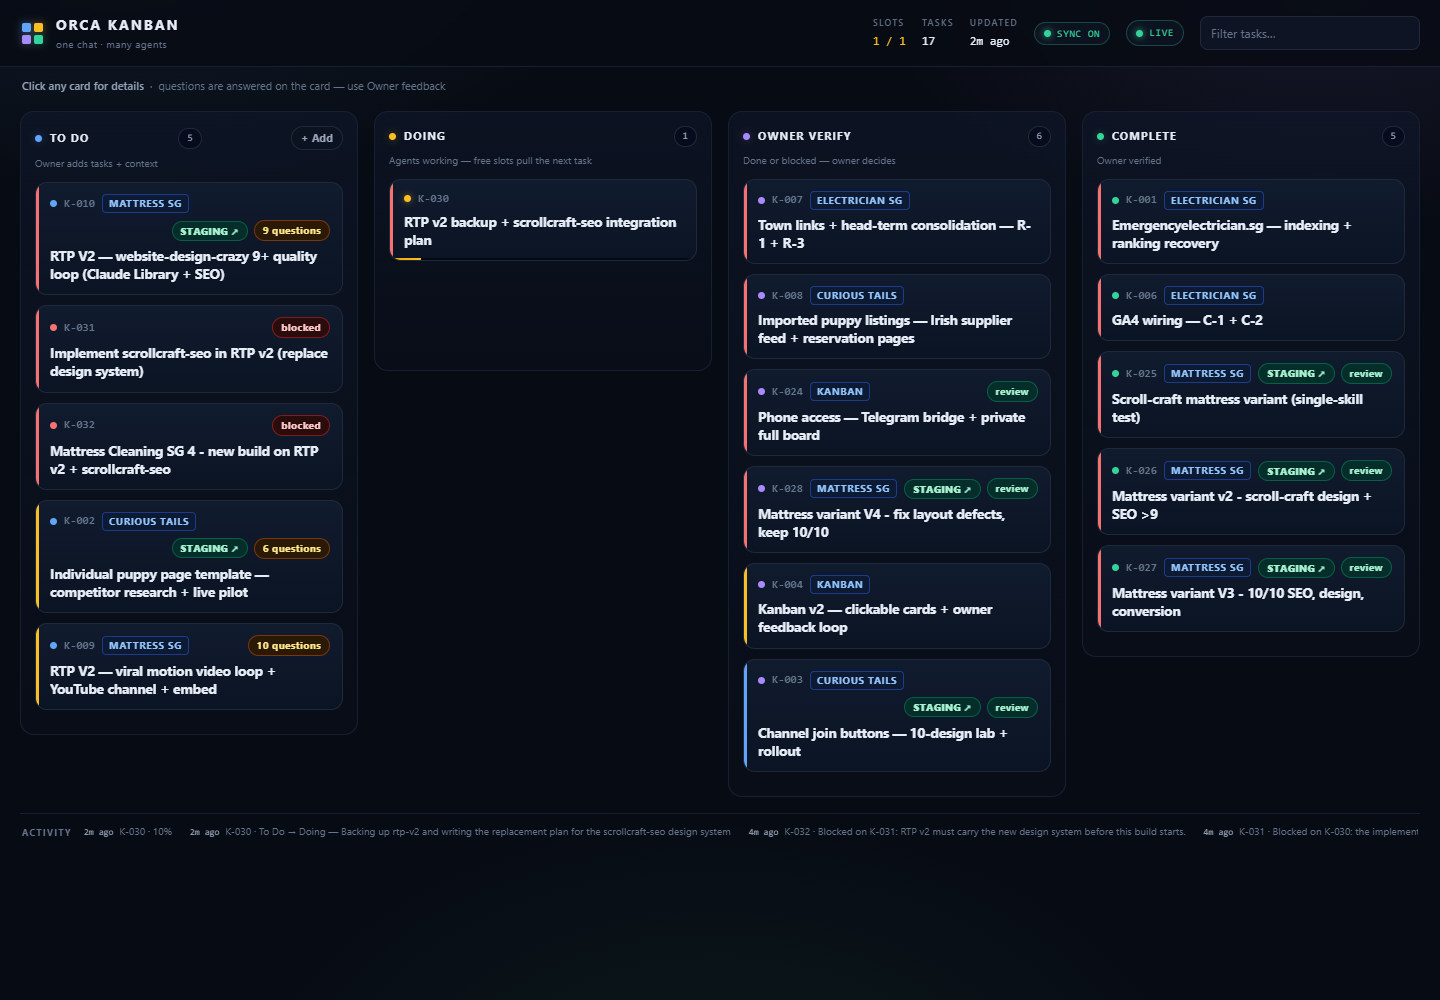 ORCA KANBAN
one chat · many agents
SLOTS
1 / 1
TASKS
17
UPDATED
2m ago
SYNC ON
LIVE
Filter tasks...
Click any card for details · questions are answered on the card — use Owner feedback
TO DO
5
+ Add
Owner adds tasks + context
K-010 MATTRESS SG
STAGING ↗ 9 questions
RTP V2 — website-design-crazy 9+ quality
loop (Claude Library + SEO)
K-031 blocked
Implement scrollcraft-seo in RTP v2 (replace
design system)
K-032 blocked
Mattress Cleaning SG 4 - new build on RTP
v2 + scrollcraft-seo
K-002 CURIOUS TAILS
STAGING ↗ 6 questions
Individual puppy page template —
competitor research + live pilot
K-009 MATTRESS SG 10 questions
RTP V2 — viral motion video loop +
YouTube channel + embed
DOING
1
Agents working — free slots pull the next task
K-030
RTP v2 backup + scrollcraft-seo integration
plan
OWNER VERIFY
6
Done or blocked — owner decides
K-007 ELECTRICIAN SG
Town links + head-term consolidation — R-
1 + R-3
K-008 CURIOUS TAILS
Imported puppy listings — Irish supplier
feed + reservation pages
K-024 KANBAN review
Phone access — Telegram bridge + private
full board
K-028 MATTRESS SG STAGING ↗ review
Mattress variant V4 - fix layout defects,
keep 10/10
K-004 KANBAN
Kanban v2 — clickable cards + owner
feedback loop
K-003 CURIOUS TAILS
STAGING ↗ review
Channel join buttons — 10-design lab +
rollout
COMPLETE
5
Owner verified
K-001 ELECTRICIAN SG
Emergencyelectrician.sg — indexing +
ranking recovery
K-006 ELECTRICIAN SG
GA4 wiring — C-1 + C-2
K-025 MATTRESS SG STAGING ↗ review
Scroll-craft mattress variant (single-skill
test)
K-026 MATTRESS SG STAGING ↗ review
Mattress variant v2 - scroll-craft design +
SEO >9
K-027 MATTRESS SG STAGING ↗ review
Mattress variant V3 - 10/10 SEO, design,
conversion
ACTIVITY 2m ago K-030 · 10% 2m ago K-030 · To Do → Doing — Backing up rtp-v2 and writing the replacement plan for the scrollcraft-seo design system 4m ago K-032 · Blocked on K-031: RTP v2 must carry the new design system before this build starts. 4m ago K-031 · Blocked on K-030: the implement